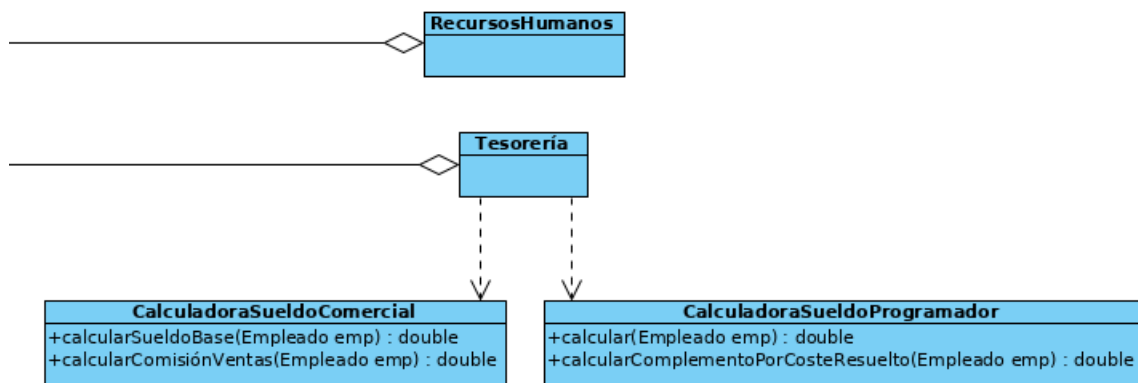 RecursosHumanos
Tesorería
CalculadoraSueldoComercial
+calcularSueldoBase(Empleado emp) : double
+calcularComisiónVentas(Empleado emp) : double
CalculadoraSueldoProgramador
+calcular(Empleado emp) : double
+calcularComplementoPorCosteResuelto(Empleado emp) : double